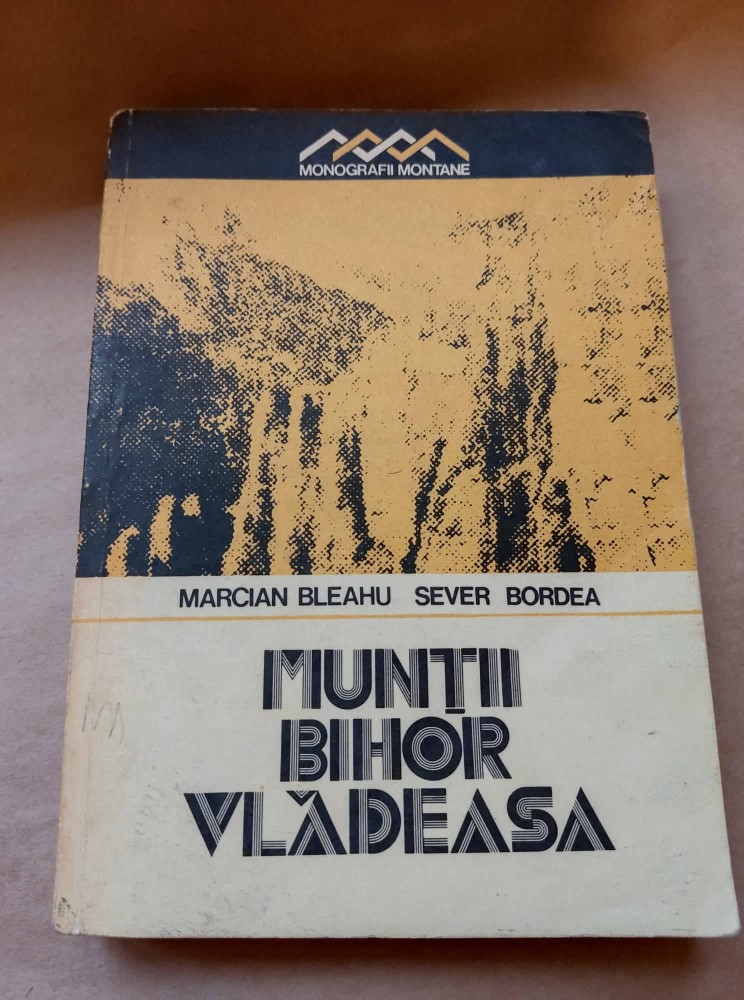 MONOGRAFII MONTANE
MARCIAN BLEAHU SEVER BORDEA
MUNȚII
BIHOR
VLĂDEASA